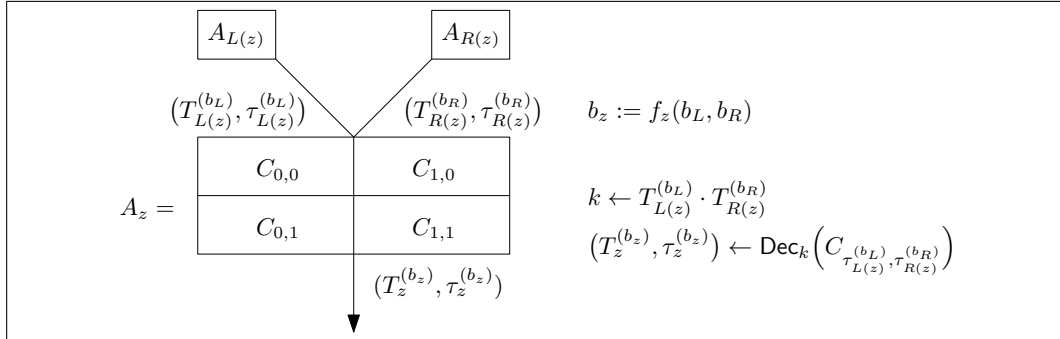 A_{L(z)} A_{R(z)}
(T_{L(z)}^{(b_L)}, τ_{L(z)}^{(b_L)}) (T_{R(z)}^{(b_R)}, τ_{R(z)}^{(b_R)}) b_z := f_z(b_L, b_R)
C_{0,0} C_{1,0}
A_z =
k ← T_{L(z)}^{(b_L)} · T_{R(z)}^{(b_R)}
C_{0,1} C_{1,1}
(T_z^{(b_z)}, τ_z^{(b_z)}) ← Dec_k(C_{τ_{L(z)}^{(b_L)}, τ_{R(z)}^{(b_R)}})
(T_z^{(b_z)}, τ_z^{(b_z)})